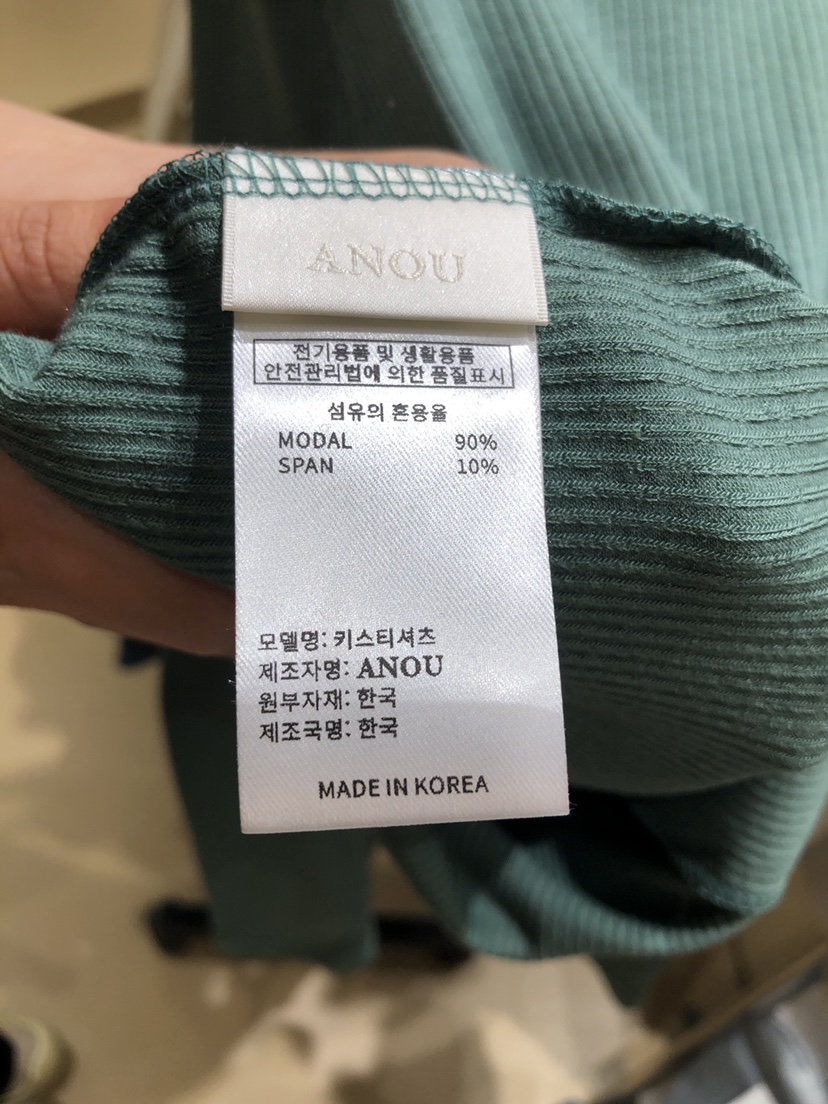 ANOU
전기용품 및 생활용품
안전관리법에 의한 품질표시
섬유의 혼용율
MODAL 90%
SPAN 10%
모델명: 키스티셔츠
제조자명: ANOU
원부자재: 한국
제조국명: 한국
MADE IN KOREA